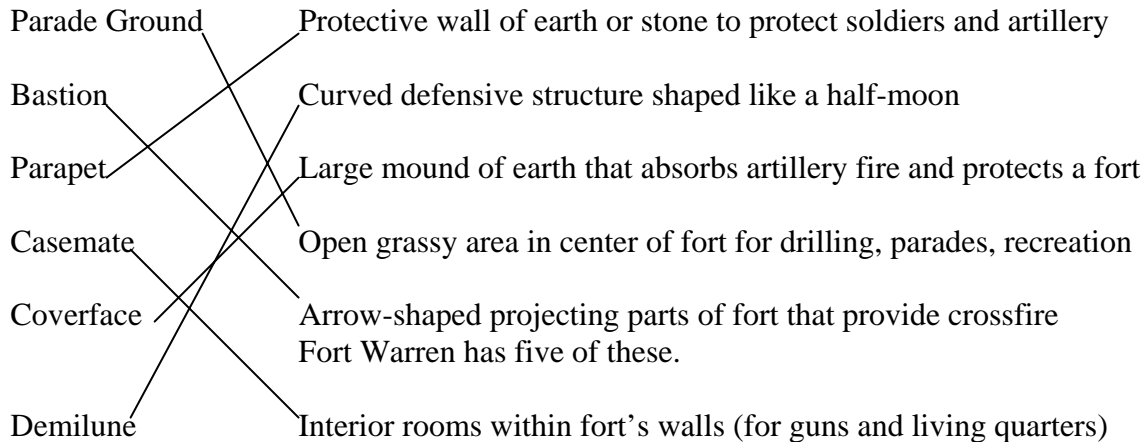 Parade Ground Protective wall of earth or stone to protect soldiers and artillery
Bastion Curved defensive structure shaped like a half-moon
Parapet Large mound of earth that absorbs artillery fire and protects a fort
Casemate Open grassy area in center of fort for drilling, parades, recreation
Coverface Arrow-shaped projecting parts of fort that provide crossfire
Fort Warren has five of these.
Demilune Interior rooms within fort's walls (for guns and living quarters)